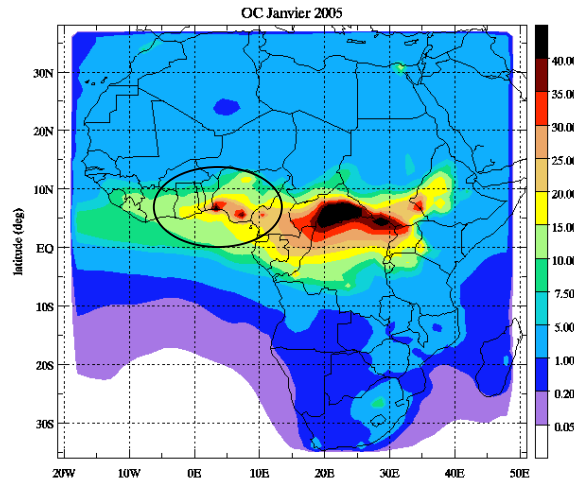 OC Janvier 2005
40.00
35.00
30.00
25.00
20.00
15.00
10.00
7.50
5.00
1.00
0.20
0.05
latitude (deg)
30N
20N
10N
EQ
10S
20S
30S
20W
10W
0E
10E
20E
30E
40E
50E